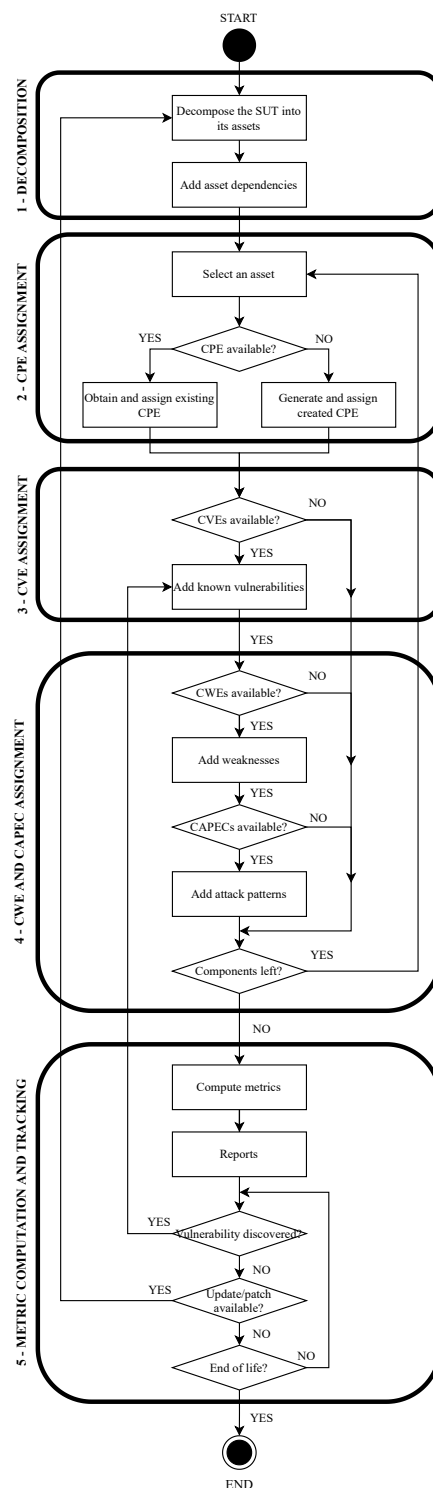 START
1 - DECOMPOSITION
Decompose the SUT into
its assets
Add asset dependencies
2 - CPE ASSIGNMENT
Select an asset
YES
CPE available?
NO
Obtain and assign existing
CPE
Generate and assign
created CPE
3 - CVE ASSIGNMENT
CVEs available?
NO
YES
Add known vulnerabilities
YES
4 - CWE AND CAPEC ASSIGNMENT
CWEs available?
NO
YES
Add weaknesses
YES
CAPECs available?
NO
YES
Add attack patterns
Components left?
YES
NO
5 - METRIC COMPUTATION AND TRACKING
Compute metrics
Reports
YES
Vulnerability discovered?
NO
YES
Update/patch
available?
NO
End of life?
NO
YES
END